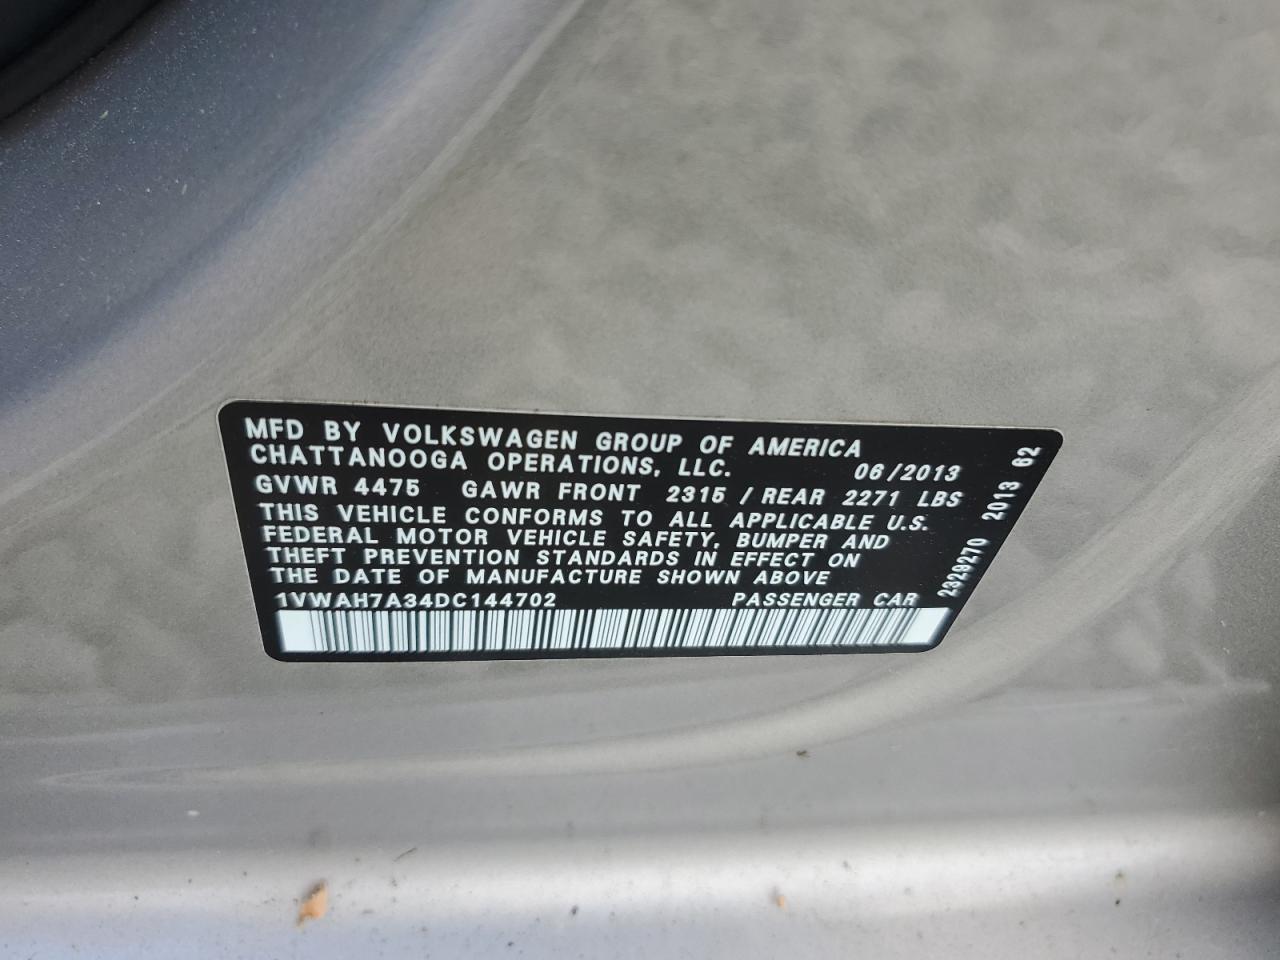 MFD BY VOLKSWAGEN GROUP OF AMERICA
CHATTANOOGA OPERATIONS, LLC. 06/2013
GVWR 4475 GAWR FRONT 2315 / REAR 2271 LBS
THIS VEHICLE CONFORMS TO ALL APPLICABLE U.S.
FEDERAL MOTOR VEHICLE SAFETY, BUMPER AND
THEFT PREVENTION STANDARDS IN EFFECT ON
THE DATE OF MANUFACTURE SHOWN ABOVE
1VWAH7A34DC144702 PASSENGER CAR
2329270 2013 62